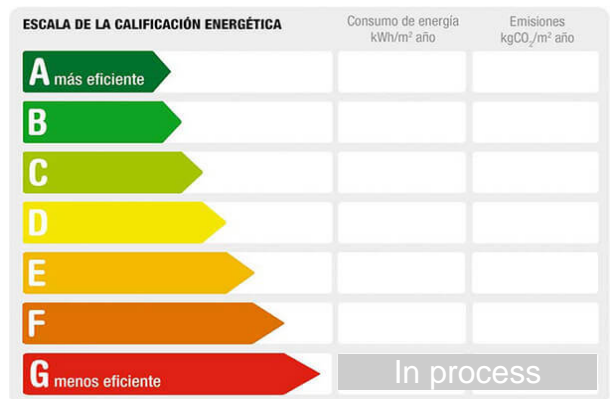 ESCALA DE LA CALIFICACIÓN ENERGÉTICA
Consumo de energía
kWh/m² año
Emisiones
kgCO₂/m² año
A más eficiente
B
C
D
E
F
G menos eficiente
In process